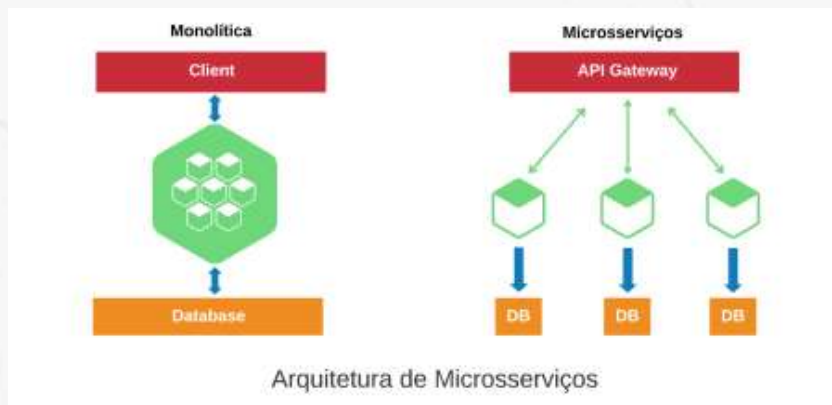 Monolítica
Client
Database
Microsserviços
API Gateway
DB DB DB
Arquitetura de Microsserviços